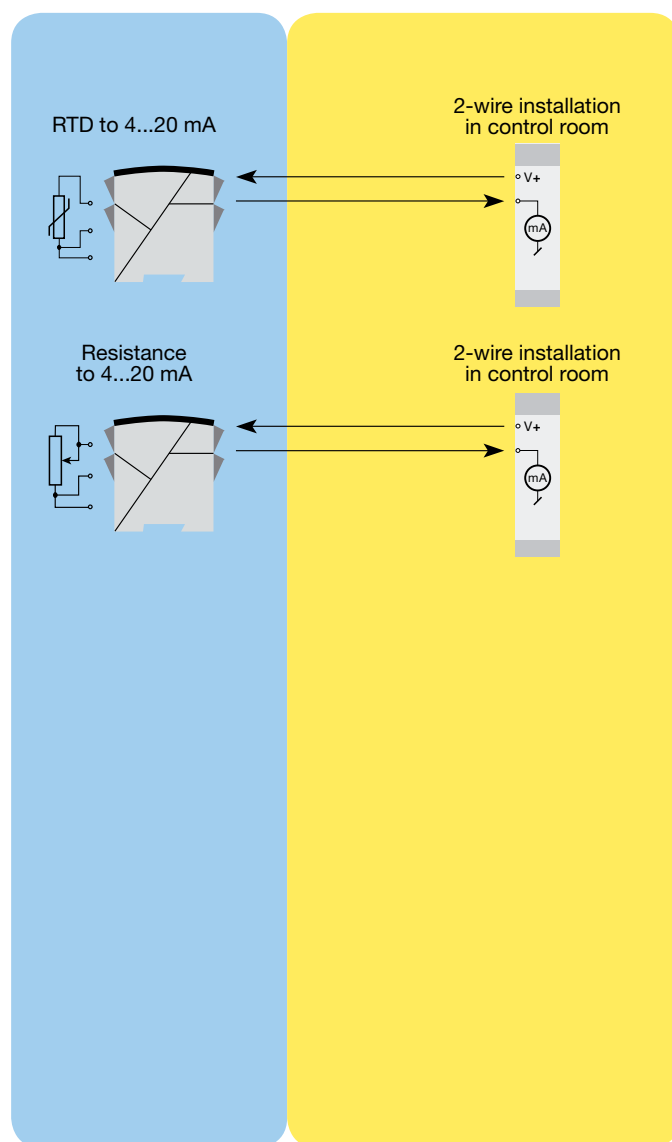 RTD to 4...20 mA
2-wire installation
in control room
V+
mA
Resistance
to 4...20 mA
2-wire installation
in control room
V+
mA